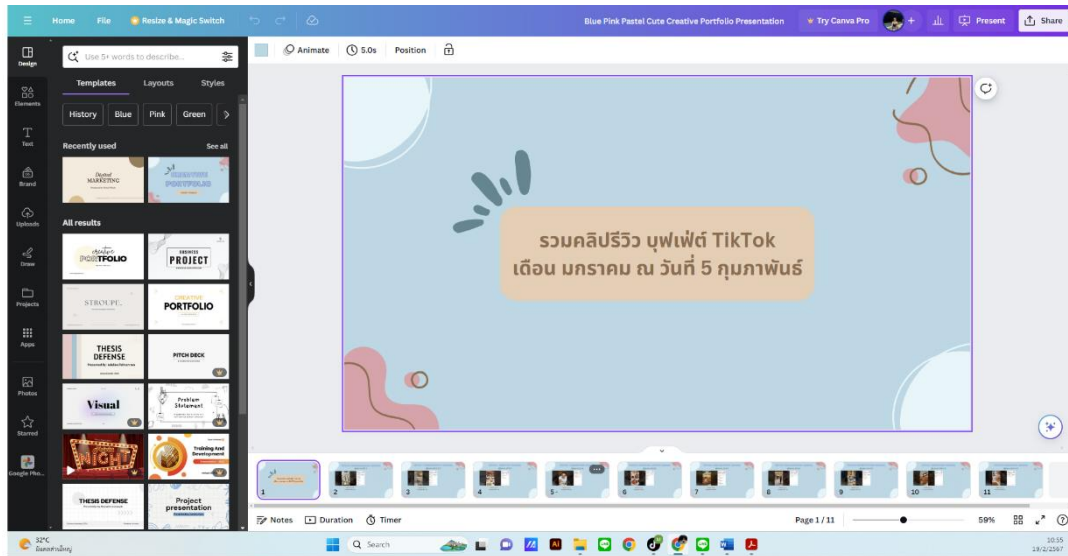 Home File Resize & Magic Switch Blue Pink Pastel Cute Creative Portfolio Presentation Try Canva Pro + Present Share
Design
Use 5+ words to describe...
Animate 5.0s Position
Templates Layouts Styles
Elements
History Blue Pink Green
Text
Recently used See all
Brand
Digital MARKETING
CREATIVE PORTFOLIO
Uploads
All results
Draw
creative PORTFOLIO
BUSINESS PROJECT
Projects
STROUPE.
CREATIVE PORTFOLIO
Apps
THESIS DEFENSE
PITCH DECK
Photos
Visual
Problem Statement
Starred
NIGHT
Training And Development
Google Pho...
THESIS DEFENSE
Project presentation
รวมคลิปรีวิว บุฟเฟ่ต์ TikTok
เดือน มกราคม ณ วันที่ 5 กุมภาพันธ์
1 2 3 4 5 6 7 8 9 10 11
Notes Duration Timer Page 1 / 11 59%
32°C
Search
10:55
19/2/2567